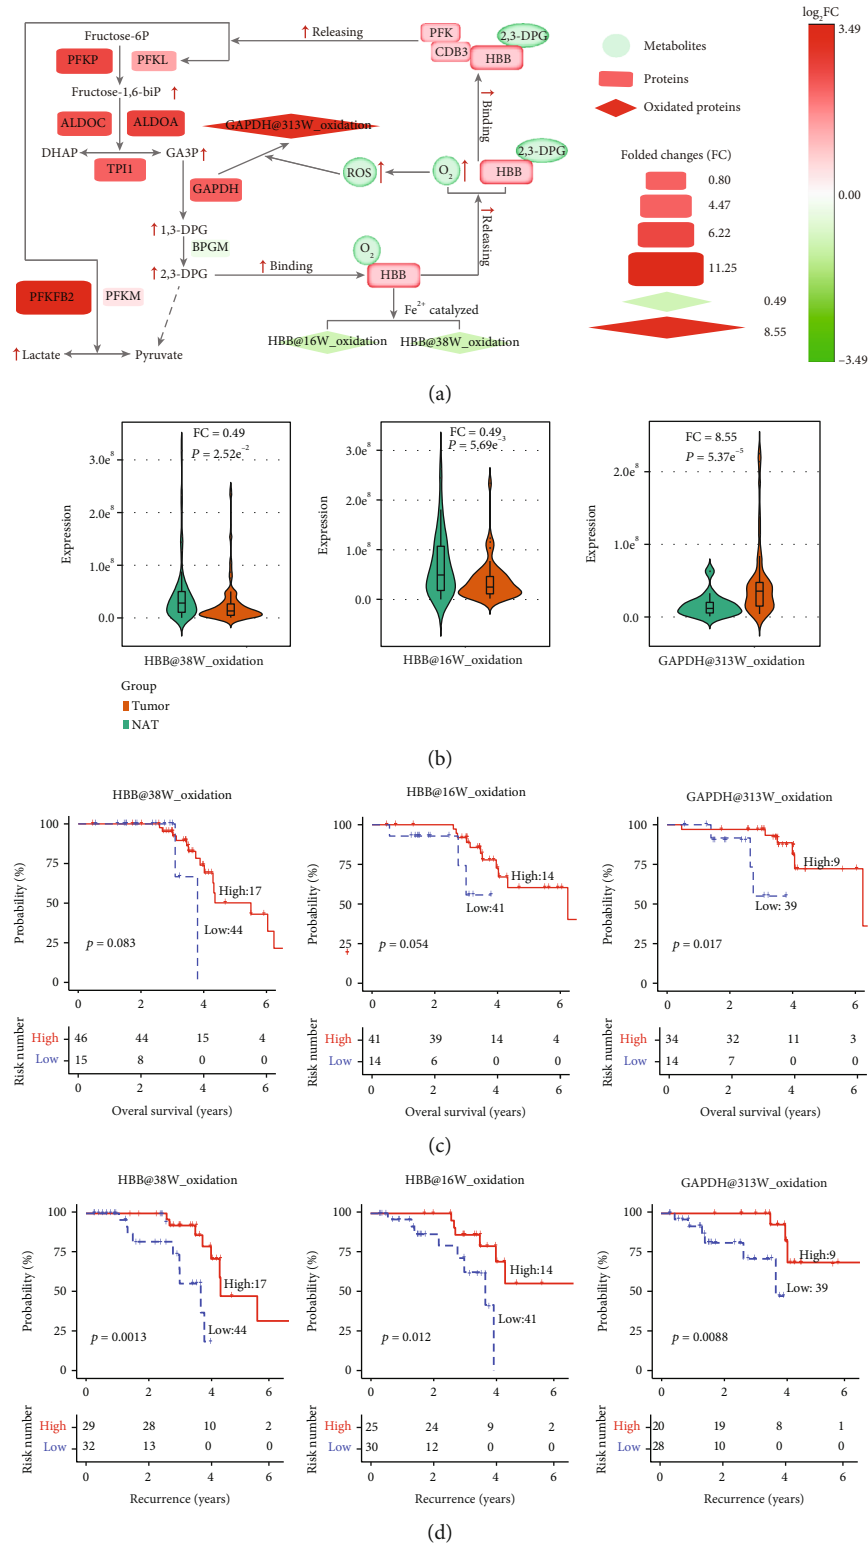 Fructose-6P
PFKP
PFKL
Fructose-1,6-biP ↑
ALDOC
ALDOA
DHAP
GA3P ↑
TPI1
GAPDH
↑ 1,3-DPG
BPGM
↑ 2,3-DPG
PFKFB2
PFKM
↑ Lactate
Pyruvate
↑ Releasing
PFK
CDB3
HBB
2,3-DPG
GAPDH@313W_oxidation
ROS ↑
O2 ↑
HBB
2,3-DPG
↑ Binding
↑ Releasing
↑ Binding
O2
HBB
Fe2+ catalyzed
HBB@16W_oxidation
HBB@38W_oxidation
Metabolites
Proteins
Oxidated proteins
Folded changes (FC)
0.80
4.47
6.22
11.25
0.49
8.55
log2FC
3.49
0.00
−3.49
(a)
FC = 0.49
P = 2.52e−2
3.0e8
2.0e8
1.0e8
0.0
Expression
HBB@38W_oxidation
FC = 0.49
P = 5.69e−3
3.0e8
2.0e8
1.0e8
0.0
Expression
HBB@16W_oxidation
FC = 8.55
P = 5.37e−5
2.0e8
1.0e8
0.0
Expression
GAPDH@313W_oxidation
Group
Tumor
NAT
(b)
HBB@38W_oxidation
100
75
50
25
0
Probability (%)
High:17
Low:44
p = 0.083
0 2 4 6
Risk number
High 46 44 15 4
Low 15 8 0 0
0 2 4 6
Overal survival (years)
HBB@16W_oxidation
100
75
50
25
0
Probability (%)
High:14
Low:41
p = 0.054
0 2 4 6
Risk number
High 41 39 14 4
Low 14 6 0 0
0 2 4 6
Overal survival (years)
GAPDH@313W_oxidation
100
75
50
25
0
Probability (%)
High:9
Low: 39
p = 0.017
0 2 4 6
Risk number
High 34 32 11 3
Low 14 7 0 0
0 2 4 6
Overal survival (years)
(c)
HBB@38W_oxidation
100
75
50
25
0
Probability (%)
High:17
Low:44
p = 0.0013
0 2 4 6
Risk number
High 29 28 10 2
Low 32 13 0 0
0 2 4 6
Recurrence (years)
HBB@16W_oxidation
100
75
50
25
0
Probability (%)
High:14
Low:41
p = 0.012
0 2 4 6
Risk number
High 25 24 9 2
Low 30 12 0 0
0 2 4 6
Recurrence (years)
GAPDH@313W_oxidation
100
75
50
25
0
Probability (%)
High:9
Low: 39
p = 0.0088
0 2 4 6
Risk number
High 20 19 8 1
Low 28 10 0 0
0 2 4 6
Recurrence (years)
(d)